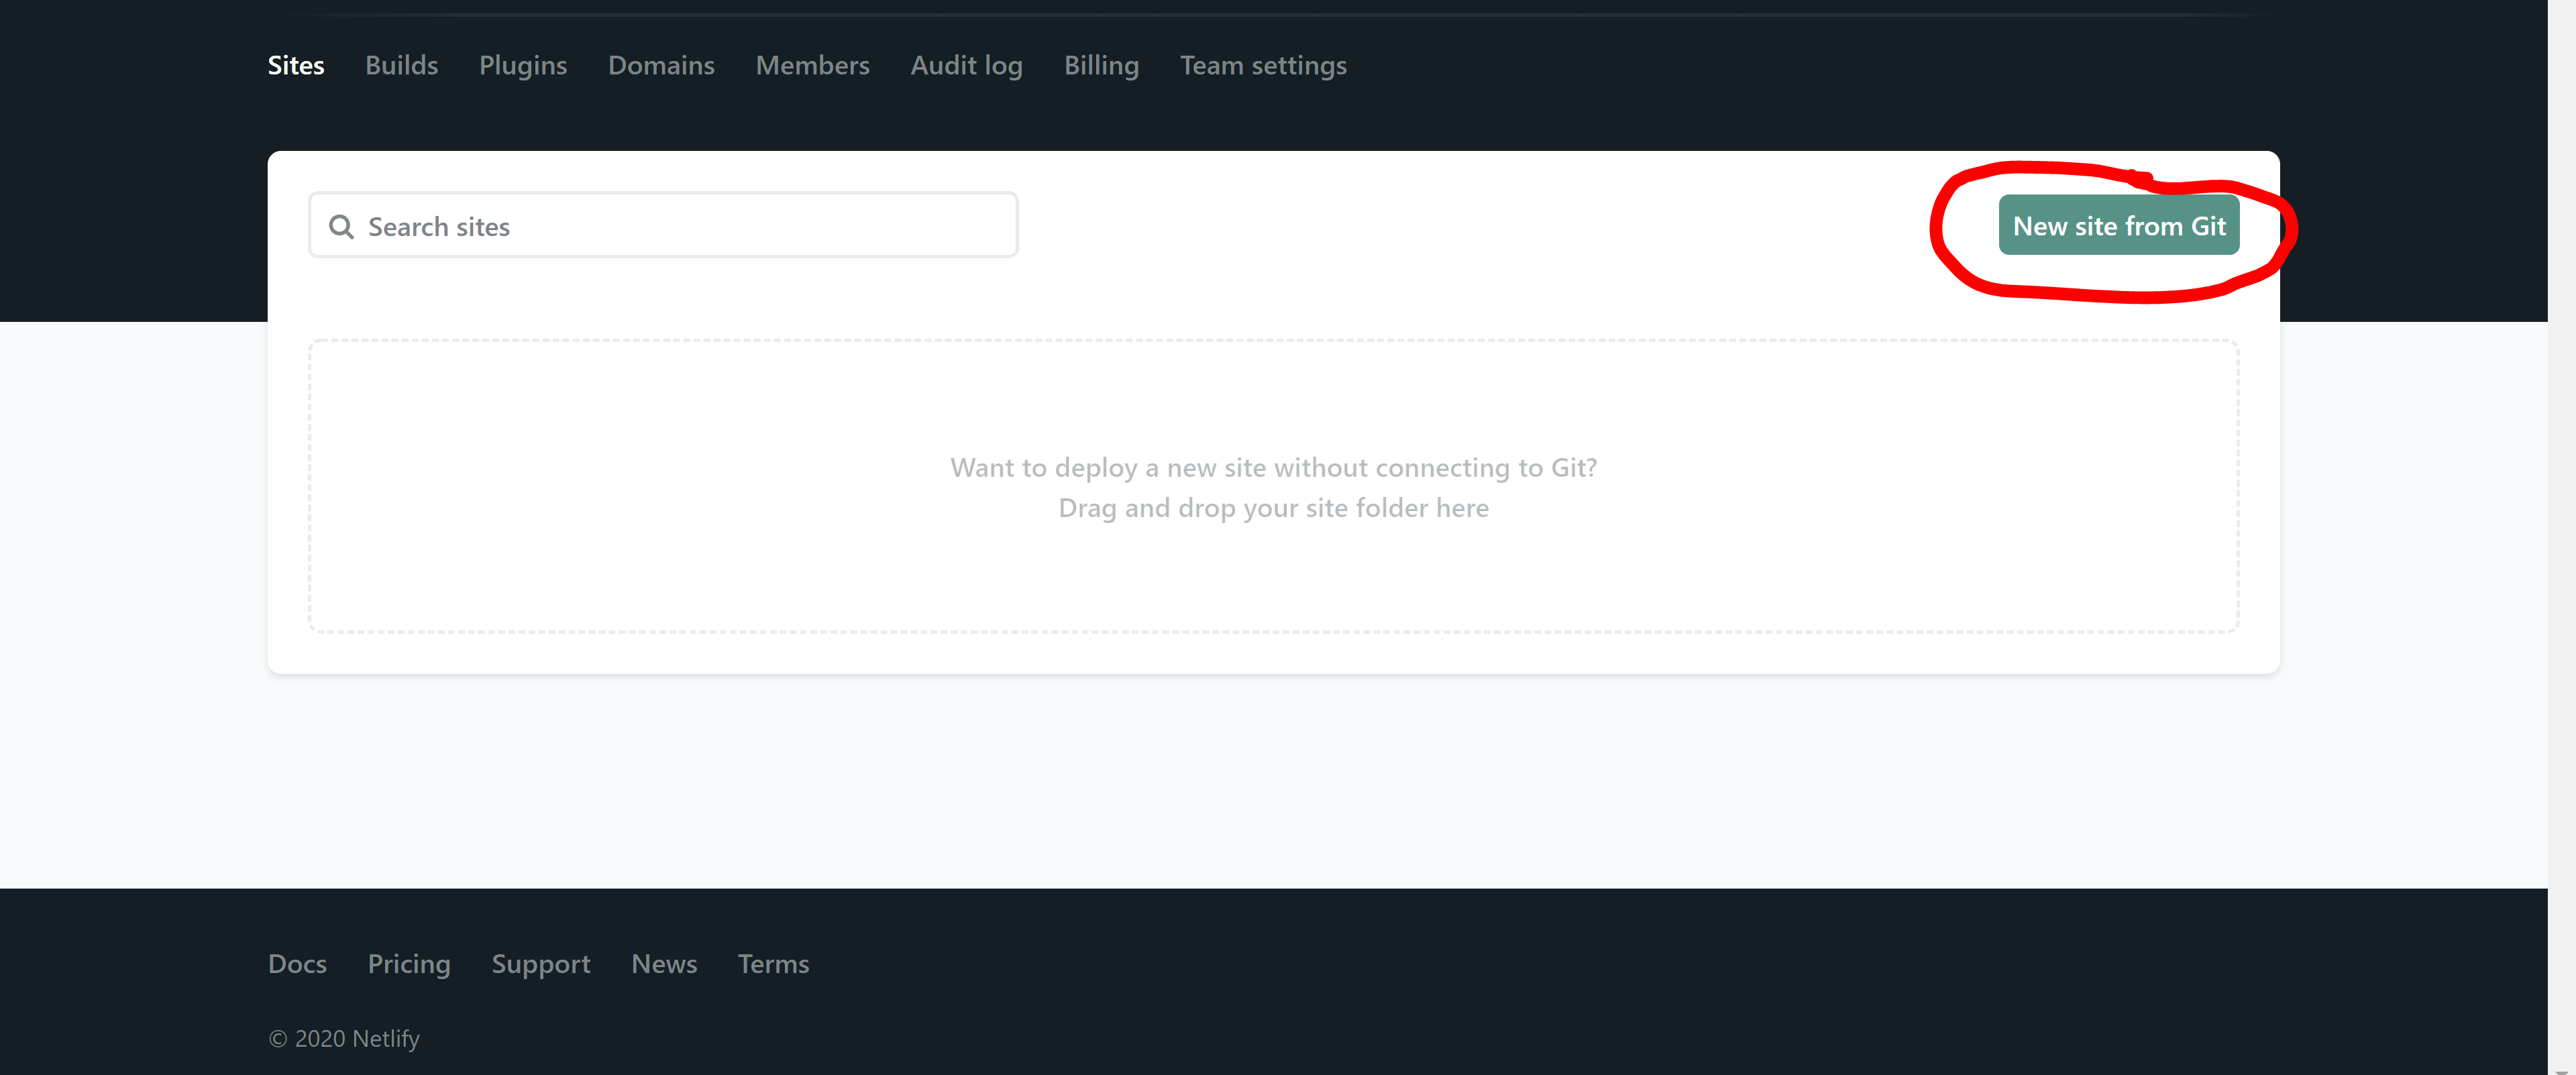 Sites Builds Plugins Domains Members Audit log Billing Team settings
Search sites
New site from Git
Want to deploy a new site without connecting to Git?
Drag and drop your site folder here
Docs Pricing Support News Terms
© 2020 Netlify